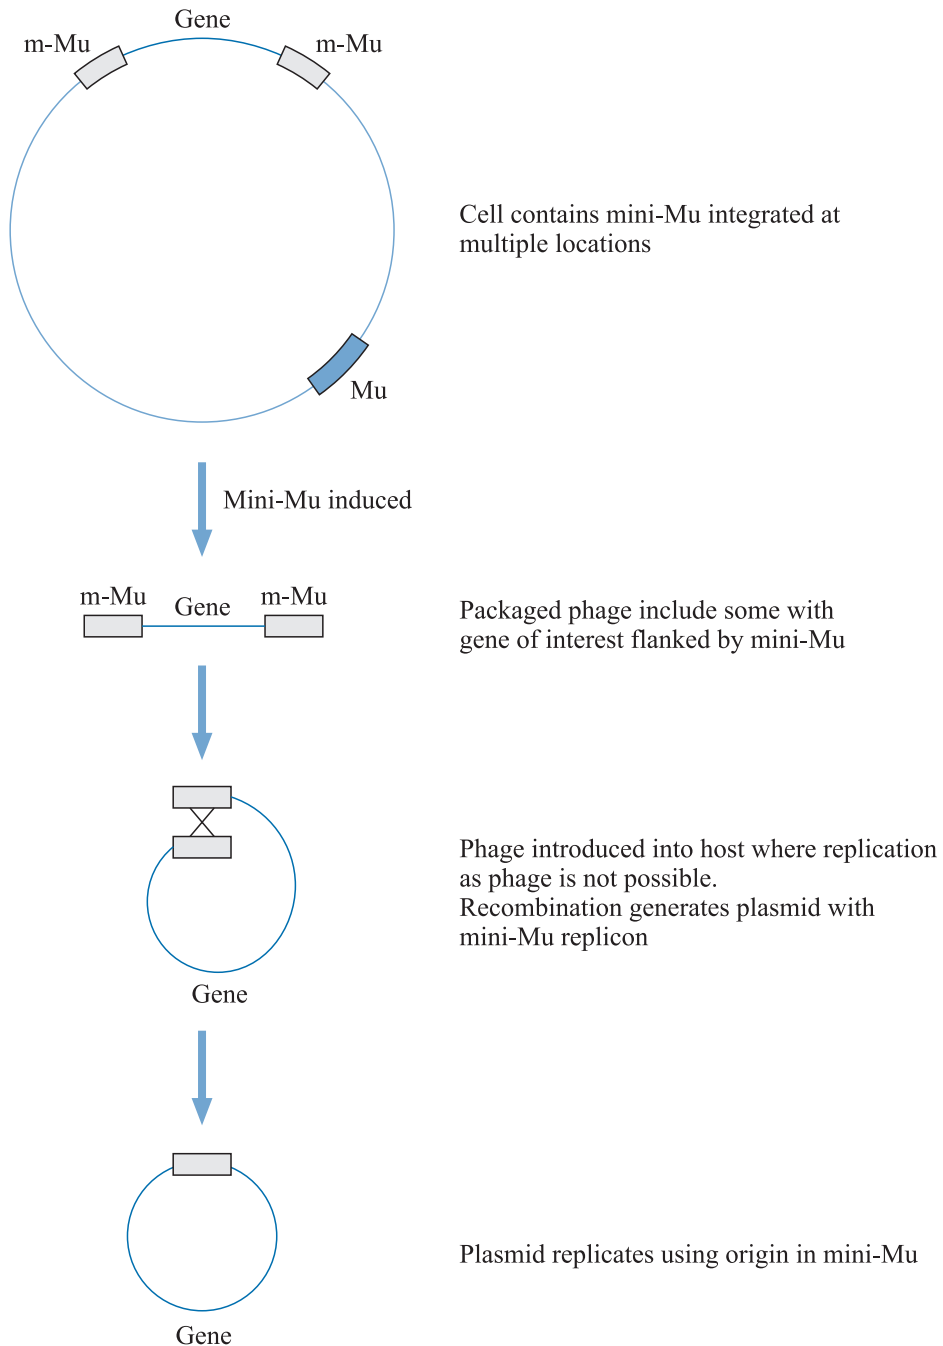 Gene
m-Mu
m-Mu
Cell contains mini-Mu integrated at
multiple locations
Mu
Mini-Mu induced
m-Mu
Gene
m-Mu
Packaged phage include some with
gene of interest flanked by mini-Mu
Phage introduced into host where replication
as phage is not possible.
Recombination generates plasmid with
mini-Mu replicon
Gene
Plasmid replicates using origin in mini-Mu
Gene